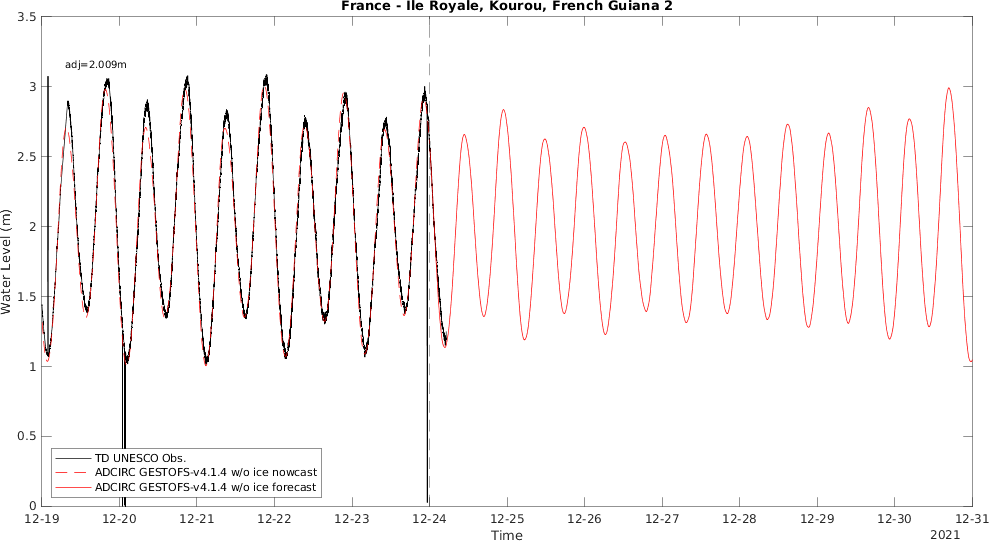 France - Ile Royale, Kourou, French Guiana 2
adj=2.009m
3.5
3
2.5
2
1.5
1
0.5
0
Water Level (m)
TD UNESCO Obs.
ADCIRC GESTOFS-v4.1.4 w/o ice nowcast
ADCIRC GESTOFS-v4.1.4 w/o ice forecast
12-19 12-20 12-21 12-22 12-23 12-24 12-25 12-26 12-27 12-28 12-29 12-30 12-31
Time
2021